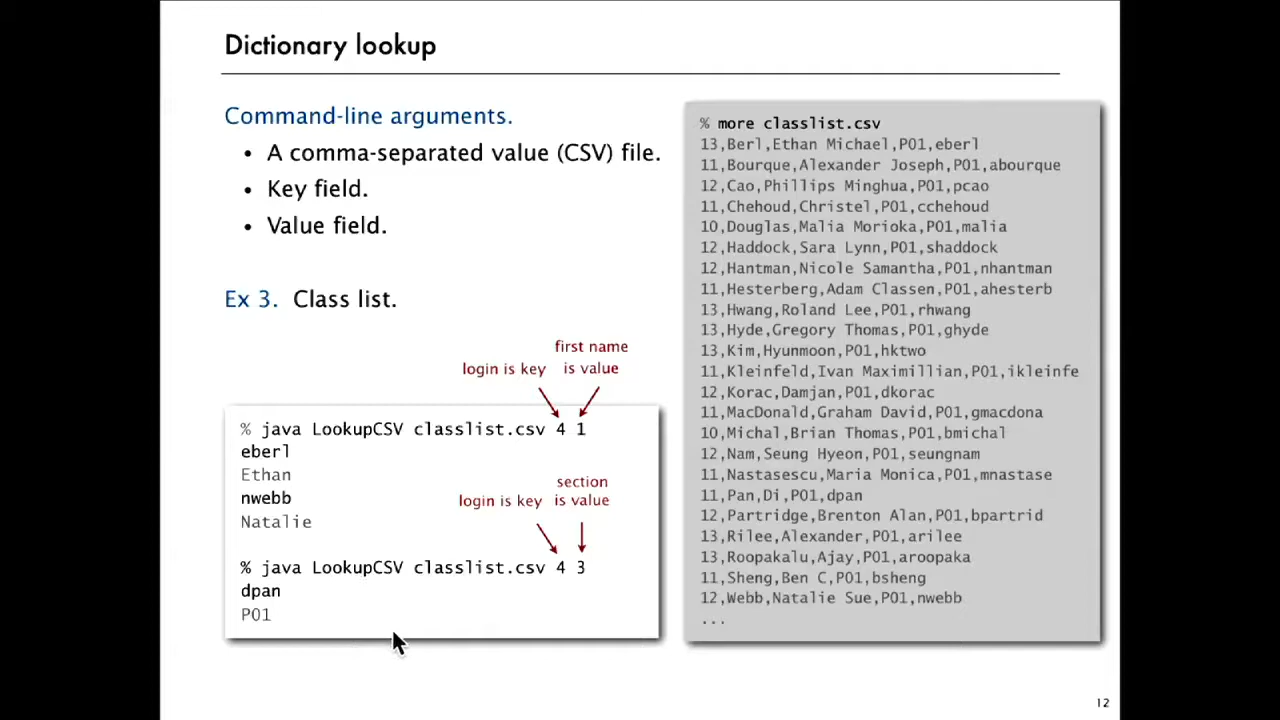 Dictionary lookup
Command-line arguments.
• A comma-separated value (CSV) file.
• Key field.
• Value field.
Ex 3. Class list.
first name
login is key is value
% java LookupCSV classlist.csv 4 1
eberl
Ethan
nwebb
Natalie
section
login is key is value
% java LookupCSV classlist.csv 4 3
dpan
P01
% more classlist.csv
13,Berl,Ethan Michael,P01,eberl
11,Bourque,Alexander Joseph,P01,abourque
12,Cao,Phillips Minghua,P01,pcao
11,Chehoud,Christel,P01,cchehoud
10,Douglas,Malia Morioka,P01,malia
12,Haddock,Sara Lynn,P01,shaddock
12,Hantman,Nicole Samantha,P01,nhantman
11,Hesterberg,Adam Classen,P01,ahesterb
13,Hwang,Roland Lee,P01,rhwang
13,Hyde,Gregory Thomas,P01,ghyde
13,Kim,Hyunmoon,P01,hktwo
11,Kleinfeld,Ivan Maximillian,P01,ikleinfe
12,Korac,Damjan,P01,dkorac
11,MacDonald,Graham David,P01,gmacdona
10,Michal,Brian Thomas,P01,bmichal
12,Nam,Seung Hyeon,P01,seungnam
11,Nastasescu,Maria Monica,P01,mnastase
11,Pan,Di,P01,dpan
12,Partridge,Brenton Alan,P01,bpartrid
13,Rilee,Alexander,P01,arilee
13,Roopakalu,Ajay,P01,aroopaka
11,Sheng,Ben C,P01,bsheng
12,Webb,Natalie Sue,P01,nwebb
...
12